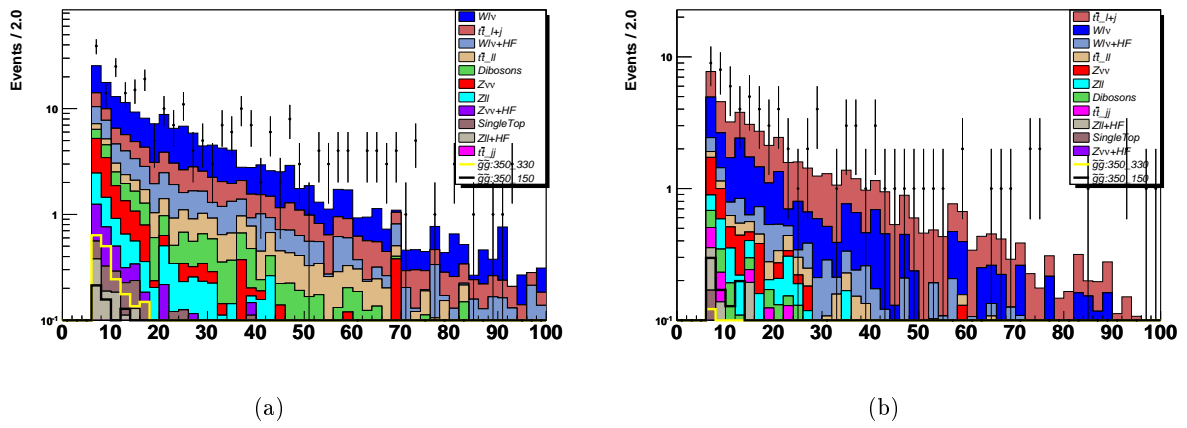 Events / 2.0
10
1
10⁻¹
0 10 20 30 40 50 60 70 80 90 100
Wlν
tt̄_l+j
Wlν+HF
tt̄_ll
Dibosons
Zνν
Zll
Zνν+HF
SingleTop
Zll+HF
tt̄_jj
g̃g̃:350_330
g̃g̃:350_150
(a)
Events / 2.0
10
1
10⁻¹
0 10 20 30 40 50 60 70 80 90 100
tt̄_l+j
Wlν
Wlν+HF
tt̄_ll
Zνν
Zll
Dibosons
tt̄_jj
Zll+HF
SingleTop
Zνν+HF
g̃g̃:350_330
g̃g̃:350_150
(b)